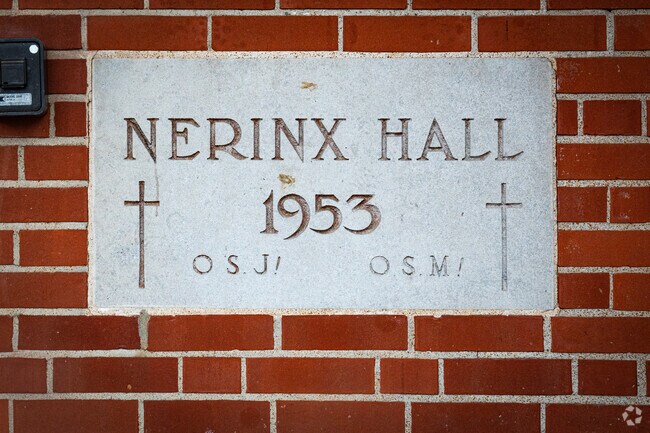 NERINX HALL
1953
O S. J! O S. M!